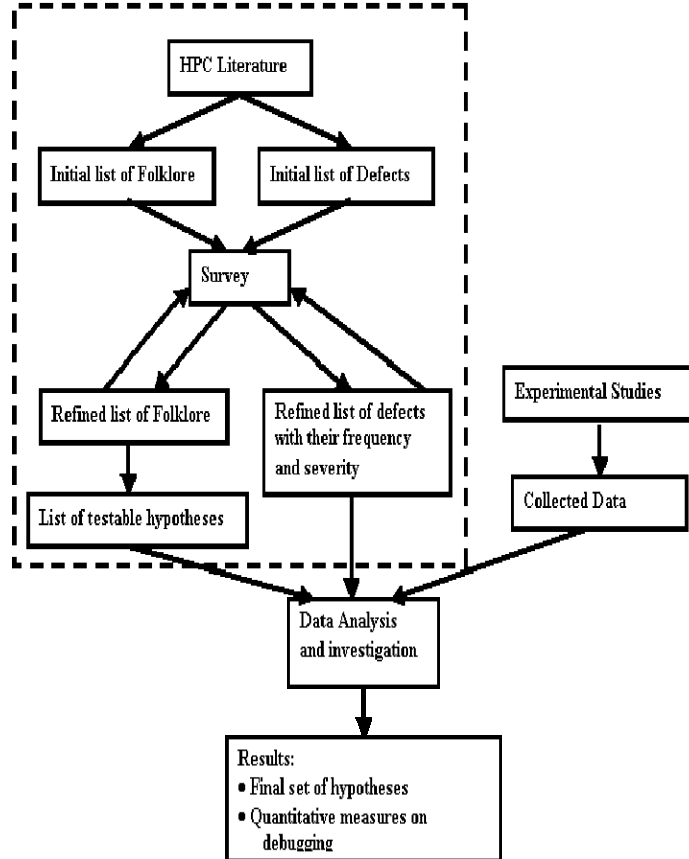 HPC Literature
Initial list of Folklore
Initial list of Defects
Survey
Refined list of Folklore
Refined list of defects
with their frequency
and severity
Experimental Studies
List of testable hypotheses
Collected Data
Data Analysis
and investigation
Results:
• Final set of hypotheses
• Quantitative measures on
debugging